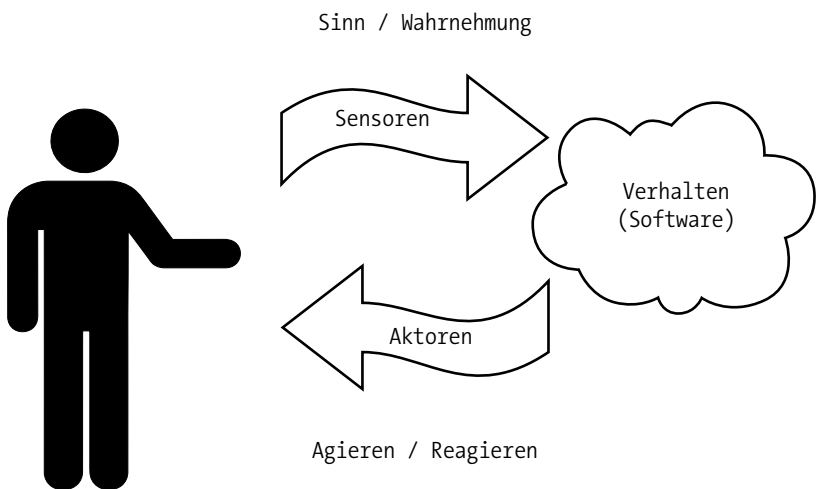 Sinn / Wahrnehmung
Sensoren
Verhalten
(Software)
Aktoren
Agieren / Reagieren